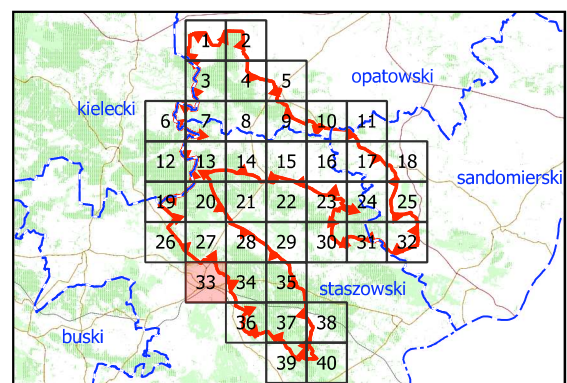 1 2
3 4 5
opatowski
kielecki
6 7 8 9 10 11
12 13 14 15 16 17 18
sandomierski
19 20 21 22 23 24 25
26 27 28 29 30 31 32
33 34 35
staszowski
buski
36 37 38
39 40